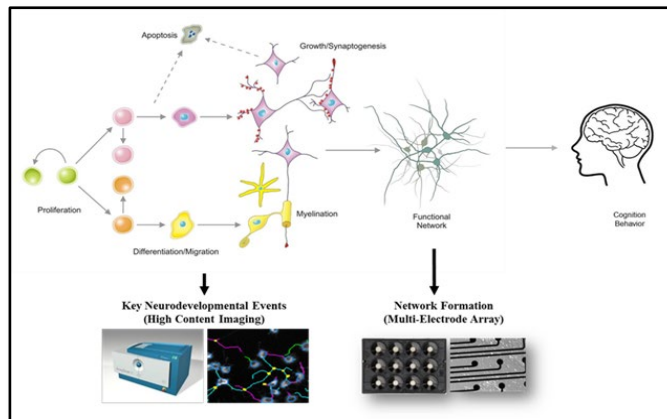 Apoptosis
Growth/Synaptogenesis
Proliferation
Differentiation/Migration
Myelination
Functional
Network
Cognition
Behavior
Key Neurodevelopmental Events
(High Content Imaging)
Network Formation
(Multi-Electrode Array)